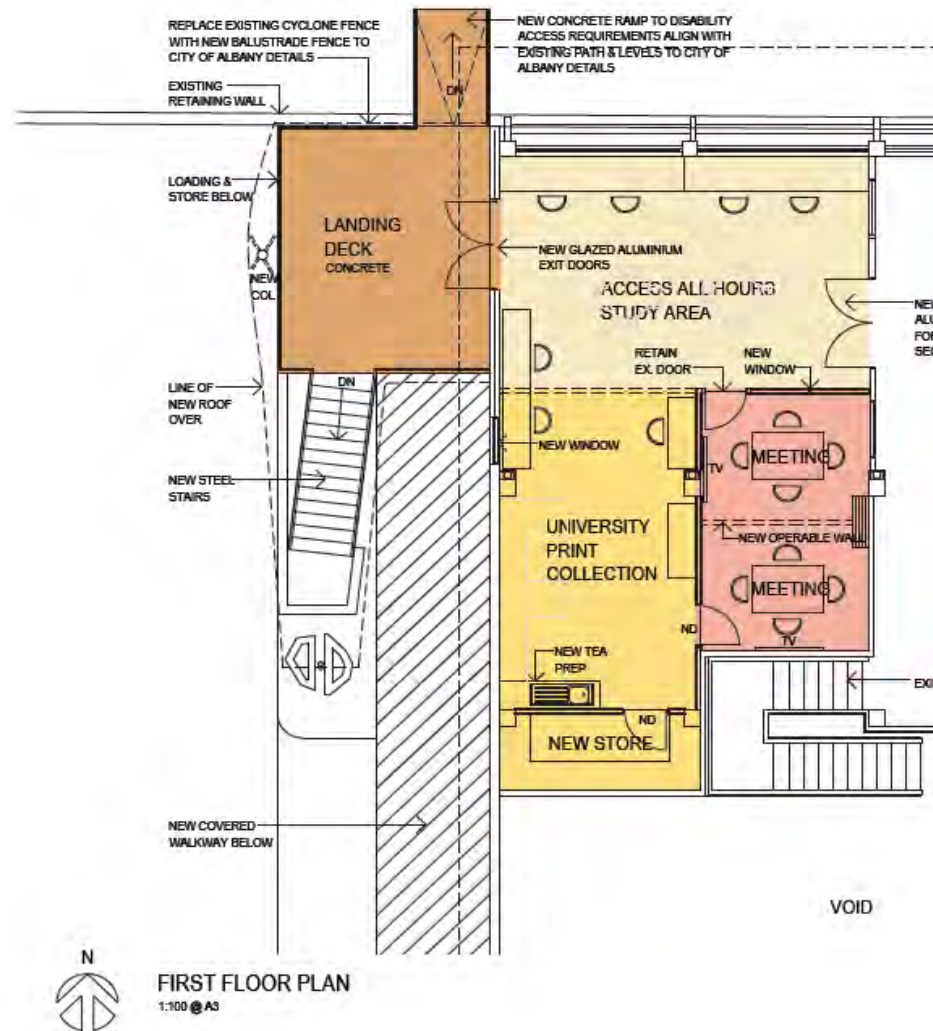 REPLACE EXISTING CYCLONE FENCE
WITH NEW BALUSTRADE FENCE TO
CITY OF ALBANY DETAILS
NEW CONCRETE RAMP TO DISABILITY
ACCESS REQUIREMENTS ALIGN WITH
EXISTING PATH & LEVELS TO CITY OF
ALBANY DETAILS
DN
EXISTING
RETAINING WALL
LOADING &
STORE BELOW
LANDING
DECK
CONCRETE
NEW GLAZED ALUMINIUM
EXIT DOORS
NEW
COL
ACCESS ALL HOURS
STUDY AREA
NEW
ALU
FOR
SEC
RETAIN
EX. DOOR
NEW
WINDOW
DN
LINE OF
NEW ROOF
OVER
NEW WINDOW
TV
MEETING
NEW STEEL
STAIRS
UNIVERSITY
PRINT
COLLECTION
NEW OPERABLE WALL
MEETING
ND
TV
NEW TEA
PREP
EXI
ND
NEW STORE
NEW COVERED
WALKWAY BELOW
VOID
N
FIRST FLOOR PLAN
1:100 @ A3